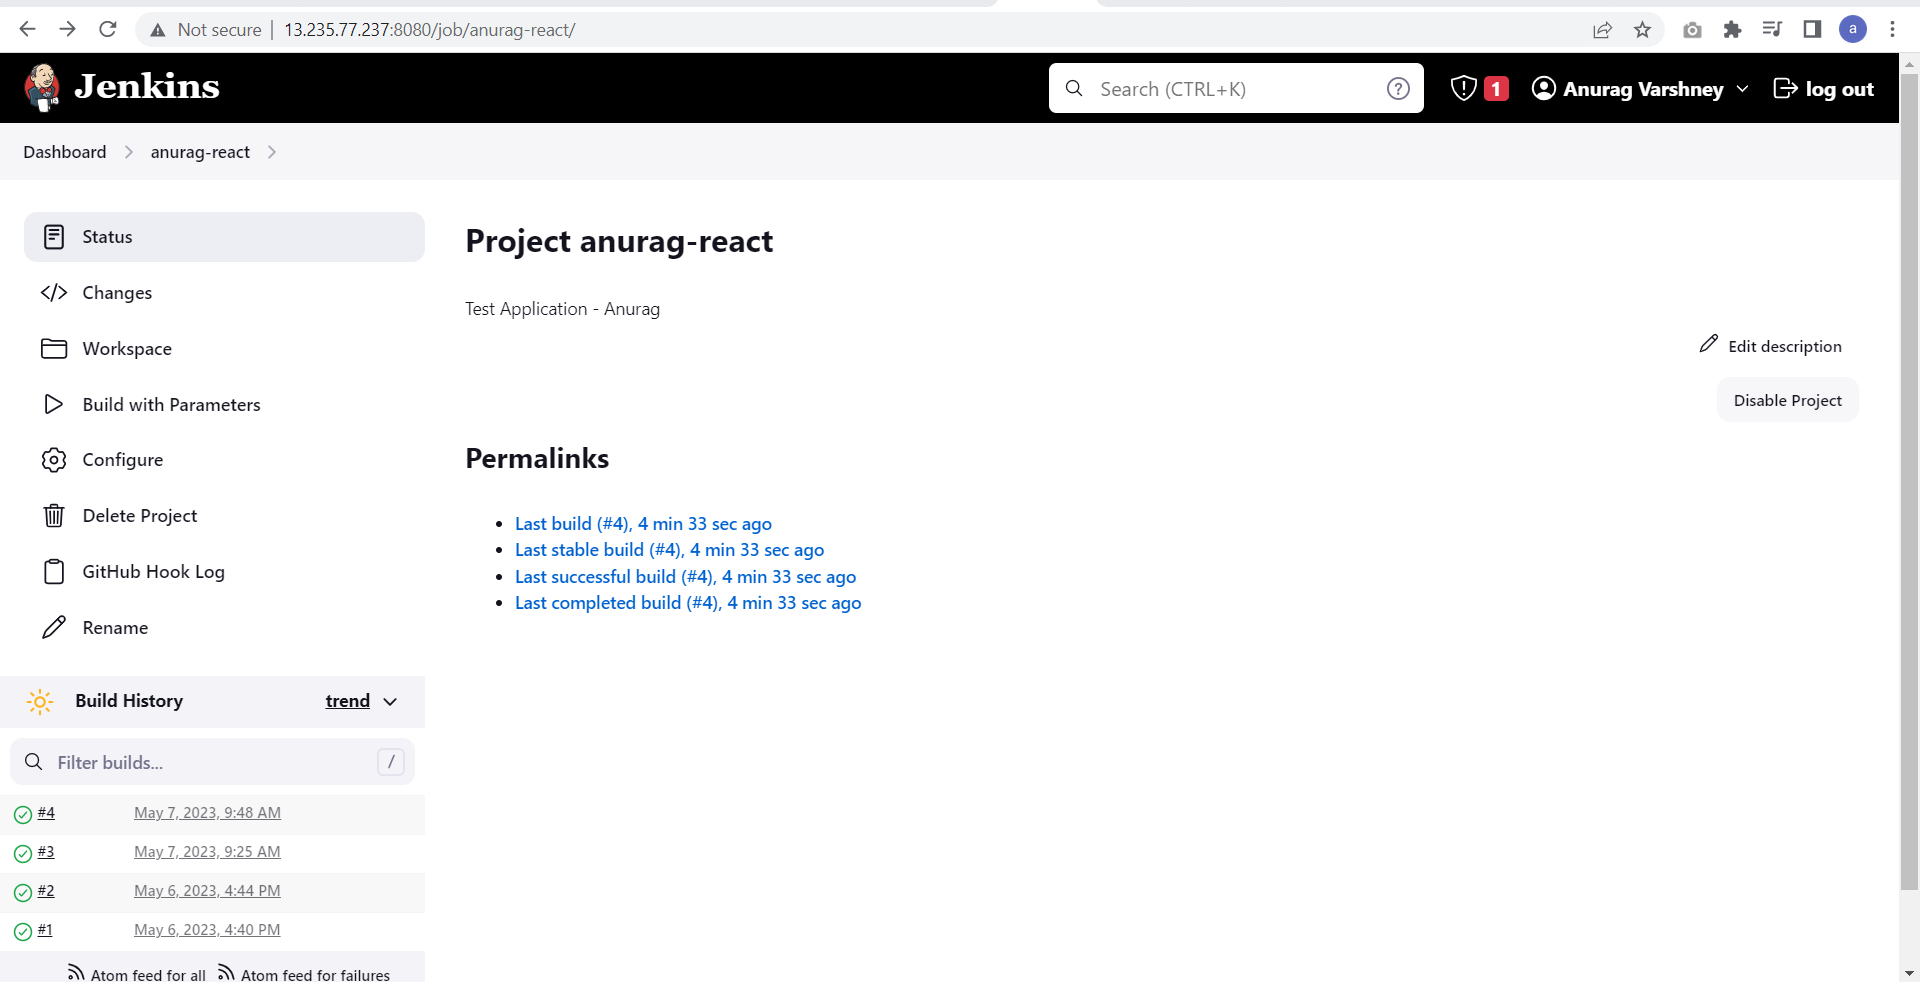 Not secure | 13.235.77.237:8080/job/anurag-react/
a
Jenkins
Search (CTRL+K)
?
1
Anurag Varshney
log out
Dashboard
anurag-react
Status
Changes
Workspace
Build with Parameters
Configure
Delete Project
GitHub Hook Log
Rename
Project anurag-react
Test Application - Anurag
Edit description
Disable Project
Permalinks
Last build (#4), 4 min 33 sec ago
Last stable build (#4), 4 min 33 sec ago
Last successful build (#4), 4 min 33 sec ago
Last completed build (#4), 4 min 33 sec ago
Build History trend
Filter builds... /
#4 May 7, 2023, 9:48 AM
#3 May 7, 2023, 9:25 AM
#2 May 6, 2023, 4:44 PM
#1 May 6, 2023, 4:40 PM
Atom feed for all Atom feed for failures